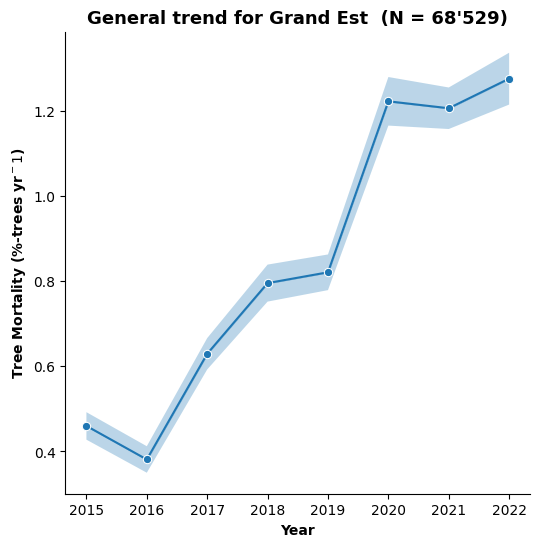 General trend for Grand Est  (N = 68'529)
Tree Mortality (%-trees yr⁻1)
1.2
1.0
0.8
0.6
0.4
2015 2016 2017 2018 2019 2020 2021 2022
Year